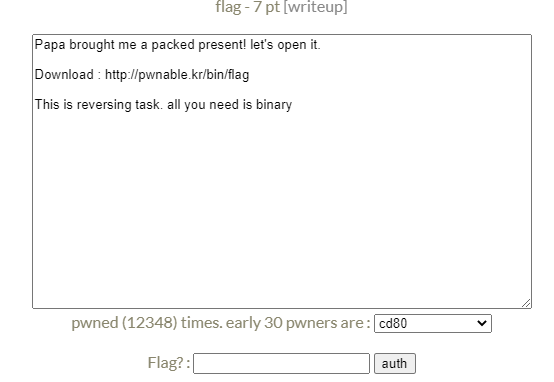 flag - 7 pt [writeup]
Papa brought me a packed present! let's open it.
Download : http://pwnable.kr/bin/flag
This is reversing task. all you need is binary
pwned (12348) times. early 30 pwners are : cd80
Flag? : auth